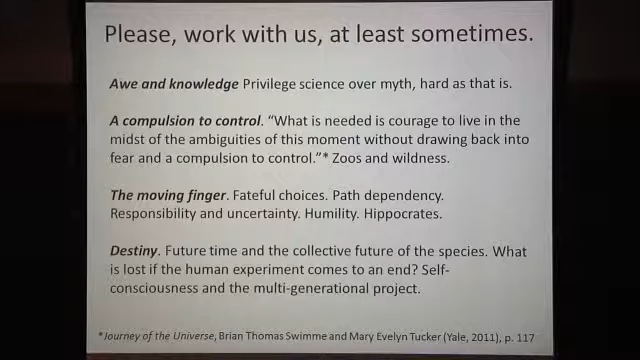 Please, work with us, at least sometimes.
Awe and knowledge Privilege science over myth, hard as that is.
A compulsion to control. “What is needed is courage to live in the
midst of the ambiguities of this moment without drawing back into
fear and a compulsion to control.”* Zoos and wildness.
The moving finger. Fateful choices. Path dependency.
Responsibility and uncertainty. Humility. Hippocrates.
Destiny. Future time and the collective future of the species. What
is lost if the human experiment comes to an end? Self-
consciousness and the multi-generational project.
*Journey of the Universe, Brian Thomas Swimme and Mary Evelyn Tucker (Yale, 2011), p. 117